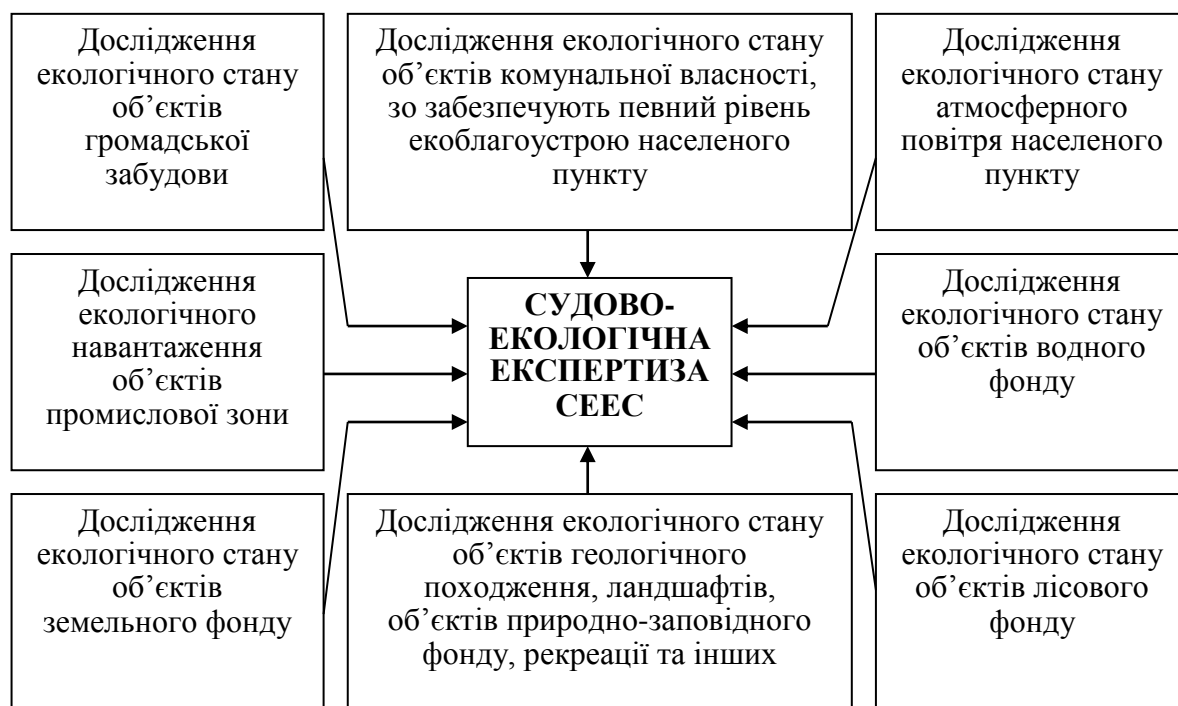 Дослідження
екологічного стану
об’єктів
громадської
забудови
Дослідження екологічного стану
об’єктів комунальної власності,
зо забезпечують певний рівень
екоблагоустрою населеного
пункту
Дослідження
екологічного стану
атмосферного
повітря населеного
пункту
Дослідження
екологічного
навантаження
об’єктів
промислової зони
СУДОВО-
ЕКОЛОГІЧНА
ЕКСПЕРТИЗА
СЕЕС
Дослідження
екологічного стану
об’єктів водного
фонду
Дослідження
екологічного стану
об’єктів
земельного фонду
Дослідження екологічного стану
об’єктів геологічного
походження, ландшафтів,
об’єктів природно-заповідного
фонду, рекреації та інших
Дослідження
екологічного стану
об’єктів лісового
фонду